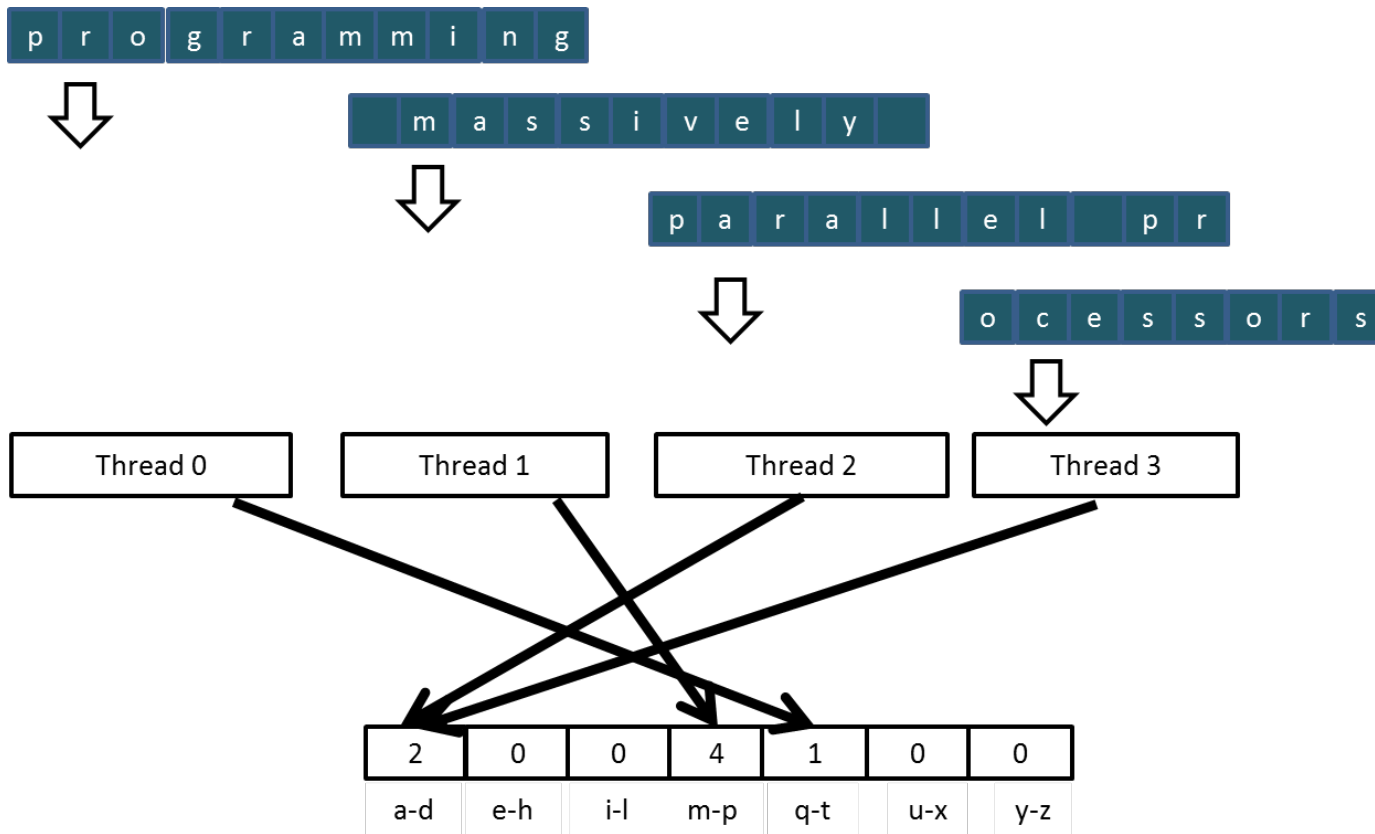 p r o g r a m m i n g
m a s s i v e l y
p a r a l l e l p r
o c e s s o r s
Thread 0 Thread 1 Thread 2 Thread 3
2 0 0 4 1 0 0
a-d e-h i-l m-p q-t u-x y-z